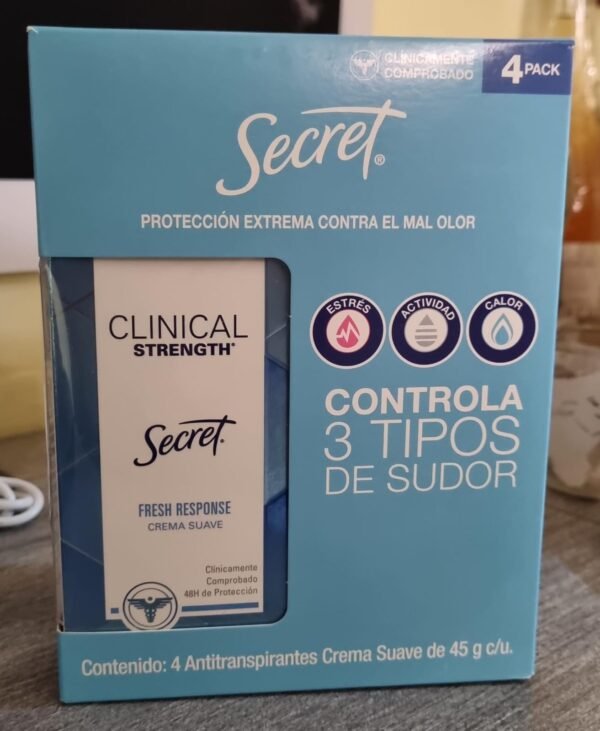 CLINICAMENTE
COMPROBADO
4 PACK
Secret®
PROTECCIÓN EXTREMA CONTRA EL MAL OLOR
CLINICAL
STRENGTH*
Secret.
FRESH RESPONSE
CREMA SUAVE
Clínicamente
Comprobado
48H de Protección
ESTRÉS
ACTIVIDAD
CALOR
CONTROLA
3 TIPOS
DE SUDOR
Contenido: 4 Antitranspirantes Crema Suave de 45 g c/u.